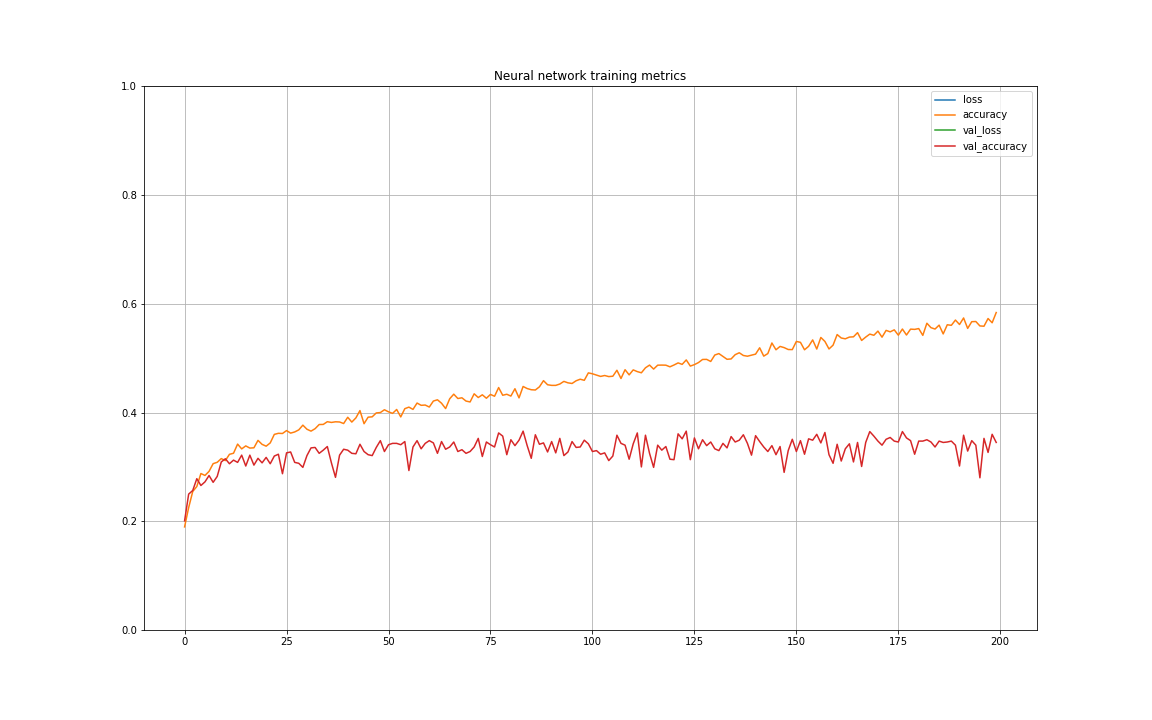 Neural network training metrics
1.0
0.8
0.6
0.4
0.2
0.0
loss
accuracy
val_loss
val_accuracy
0 25 50 75 100 125 150 175 200